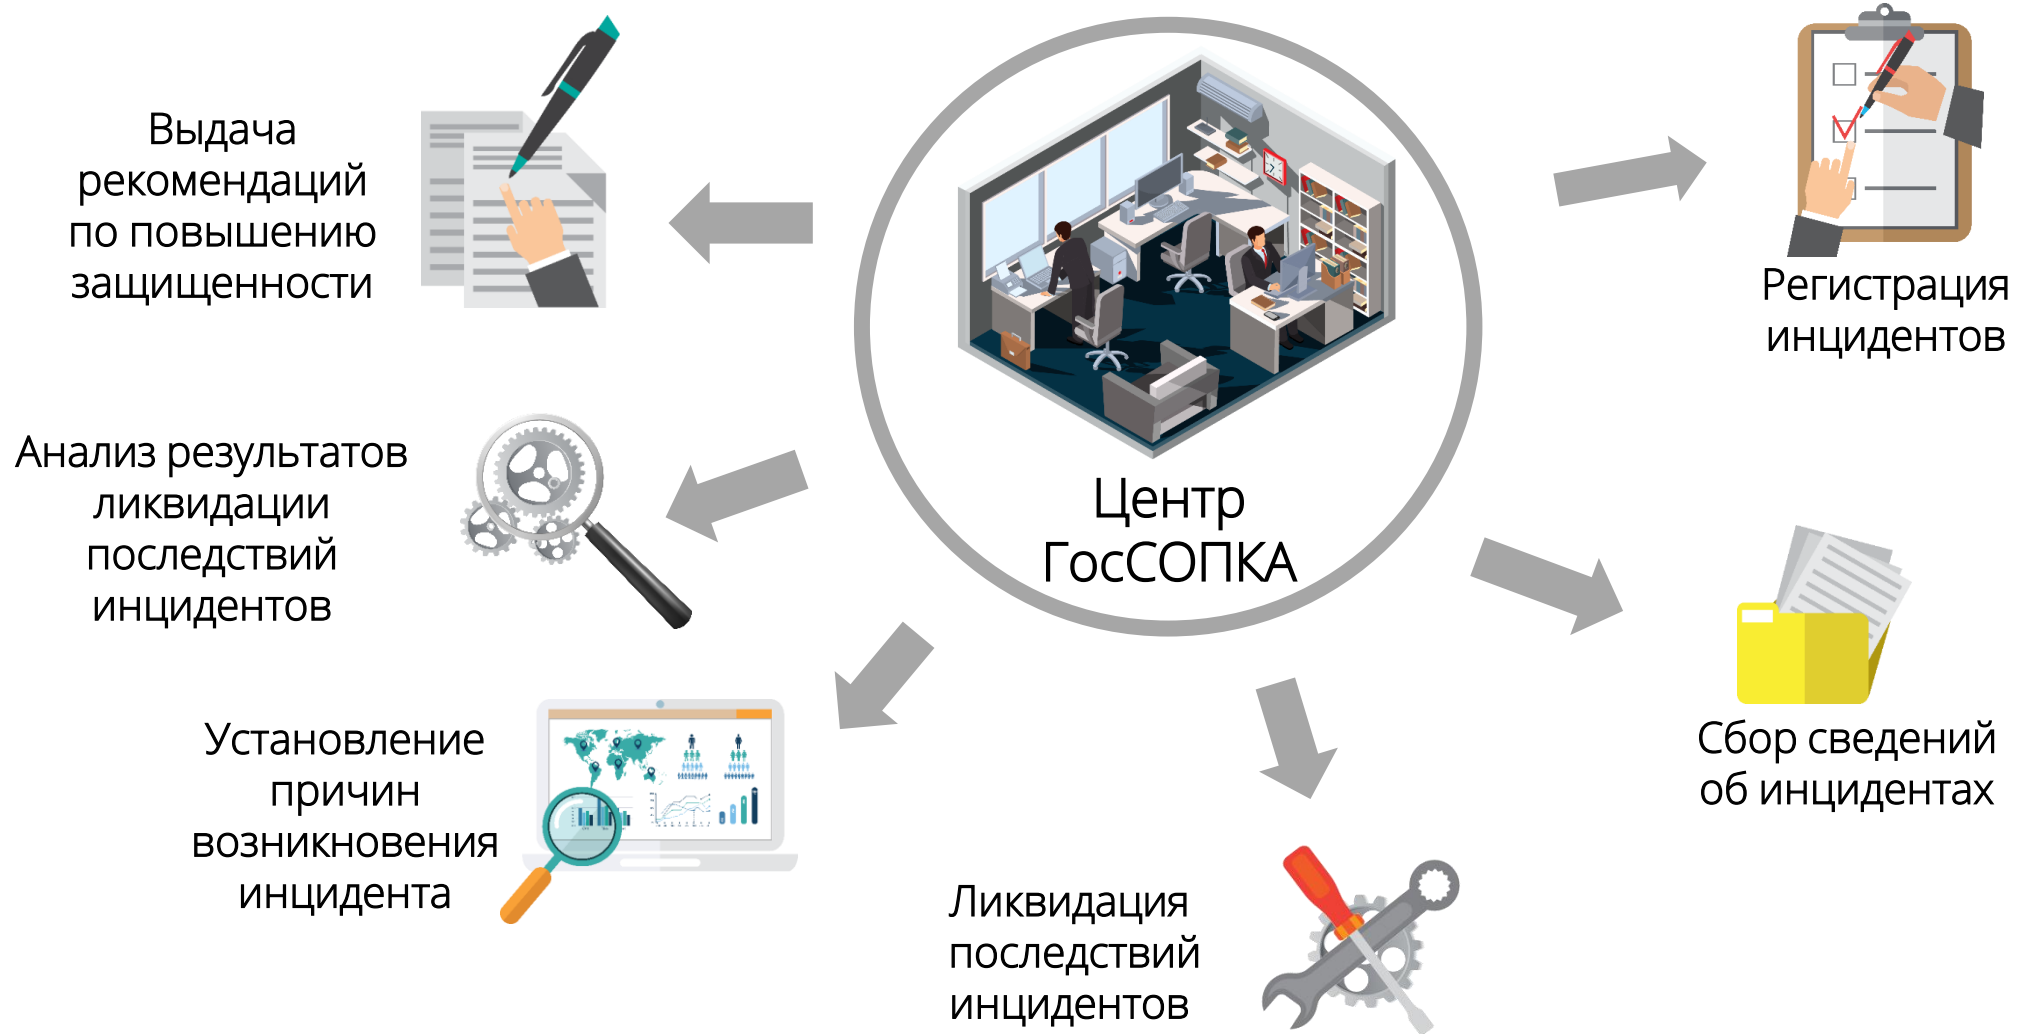 Выдача
рекомендаций
по повышению
защищенности
Анализ результатов
ликвидации
последствий
инцидентов
Установление
причин
возникновения
инцидента
Центр
ГосСОПКА
Ликвидация
последствий
инцидентов
Регистрация
инцидентов
Сбор сведений
об инцидентах